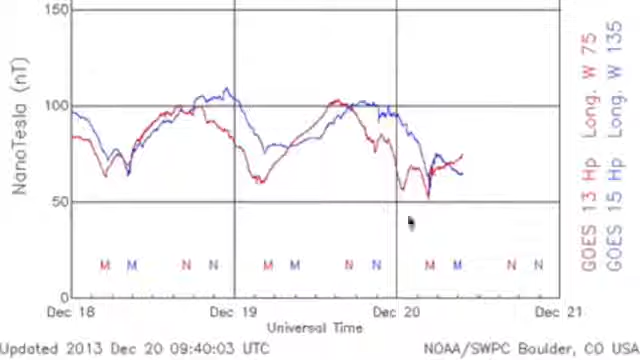 150
100
50
0
NanoTesla (nT)
M M N N M M N N M M N N
Dec 18 Dec 19 Dec 20 Dec 21
Universal Time
GOES 13 Hp Long. W 75
GOES 15 Hp Long. W 135
Updated 2013 Dec 20 09:40:03 UTC
NOAA/SWPC Boulder, CO USA